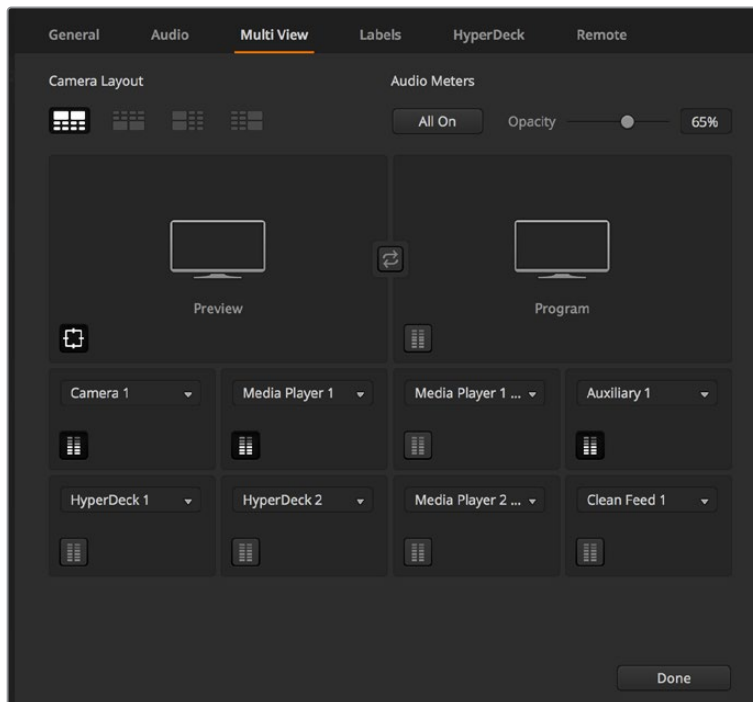 General Audio Multi View Labels HyperDeck Remote
Camera Layout Audio Meters
All On Opacity 65%
Preview Program
Camera 1 Media Player 1 Media Player 1 ... Auxiliary 1
HyperDeck 1 HyperDeck 2 Media Player 2 ... Clean Feed 1
Done